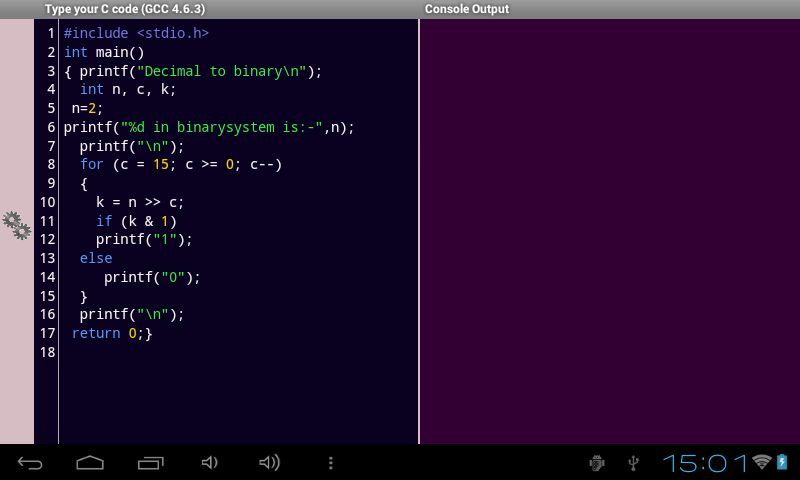 Type your C code (GCC 4.6.3) Console Output
1 #include <stdio.h>
2 int main()
3 { printf("Decimal to binary\n");
4 int n, c, k;
5 n=2;
6 printf("%d in binarysystem is:-",n);
7 printf("\n");
8 for (c = 15; c >= 0; c--)
9 {
10 k = n >> c;
11 if (k & 1)
12 printf("1");
13 else
14 printf("0");
15 }
16 printf("\n");
17 return 0;}
18
15:01